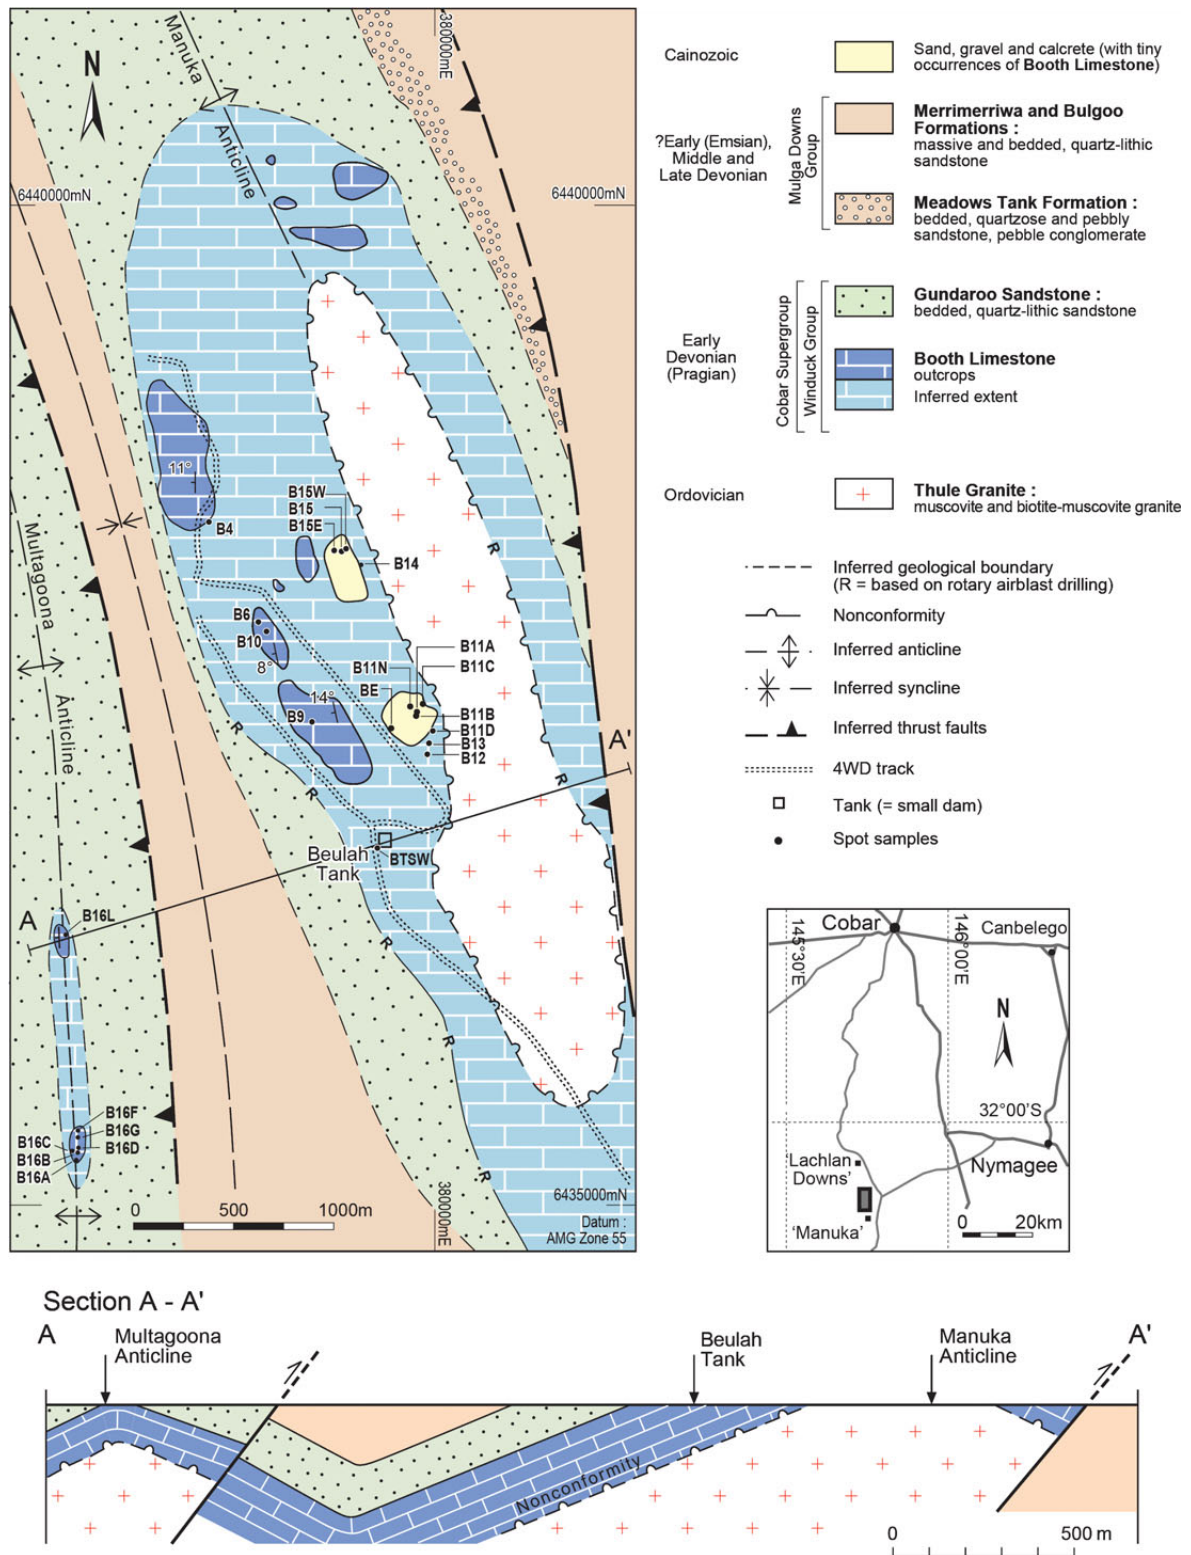 Manuka
Anticline
N
380000mE
6440000mN
6440000mN
11°
B4
B15W
B15
B15E
B14
Multagoona
Anticline
B6
B10
8°
B11A
B11N
B11C
BE
14°
B9
B11B
B11D
B13
B12
A'
R
R
R
R
R
R
R
R
Beulah
Tank
BTSW
A
B16L
B16F
B16G
B16C
B16D
B16B
B16A
0 500 1000m
380000mE
6435000mN
Datum :
AMG Zone 55
Cainozoic
Sand, gravel and calcrete (with tiny
occurrences of Booth Limestone)
?Early (Emsian),
Middle and
Late Devonian
Mulga Downs
Group
Merrimerriwa and Bulgoo
Formations :
massive and bedded, quartz-lithic
sandstone
Meadows Tank Formation :
bedded, quartzose and pebbly
sandstone, pebble conglomerate
Early
Devonian
(Pragian)
Cobar Supergroup
Winduck Group
Gundaroo Sandstone :
bedded, quartz-lithic sandstone
Booth Limestone
outcrops
Inferred extent
Ordovician
Thule Granite :
muscovite and biotite-muscovite granite
Inferred geological boundary
(R = based on rotary airblast drilling)
Nonconformity
Inferred anticline
Inferred syncline
Inferred thrust faults
4WD track
Tank (= small dam)
Spot samples
Cobar
Canbelego
145°30'E
146°00'E
N
32°00'S
Lachlan
Downs'
Nymagee
'Manuka'
0 20km
Section A - A'
A
Multagoona
Anticline
Beulah
Tank
Manuka
Anticline
A'
Nonconformity
0 500 m